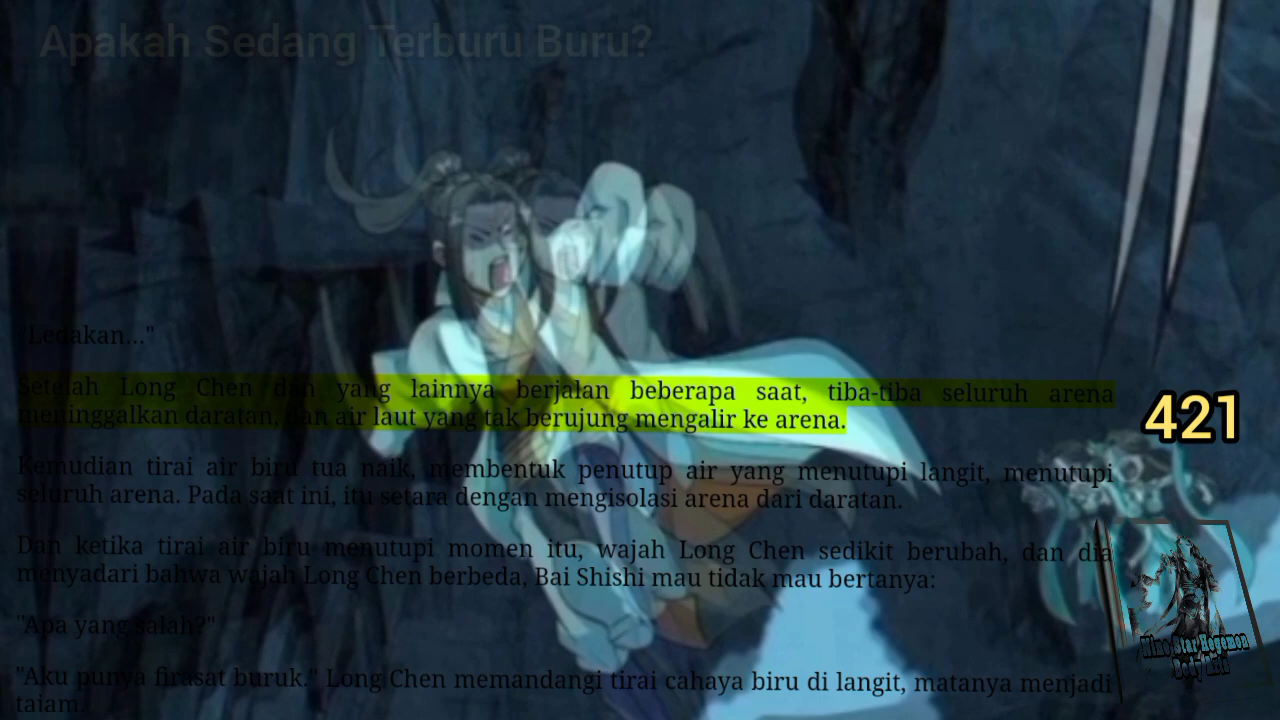 Apakah Sedang Terburu Buru?
"Ledakan..."
Setelah Long Chen dan yang lainnya berjalan beberapa saat, tiba-tiba seluruh arena
meninggalkan daratan, dan air laut yang tak berujung mengalir ke arena.
421
Kemudian tirai air biru tua naik, membentuk penutup air yang menutupi langit, menutupi
seluruh arena. Pada saat ini, itu setara dengan mengisolasi arena dari daratan.
Dan ketika tirai air biru menutupi momen itu, wajah Long Chen sedikit berubah, dan dia
menyadari bahwa wajah Long Chen berbeda, Bai Shishi mau tidak mau bertanya:
"Apa yang salah?"
Nine Star Hegemon
Body Arts
"Aku punya firasat buruk." Long Chen memandangi tirai cahaya biru di langit, matanya menjadi
tajam.